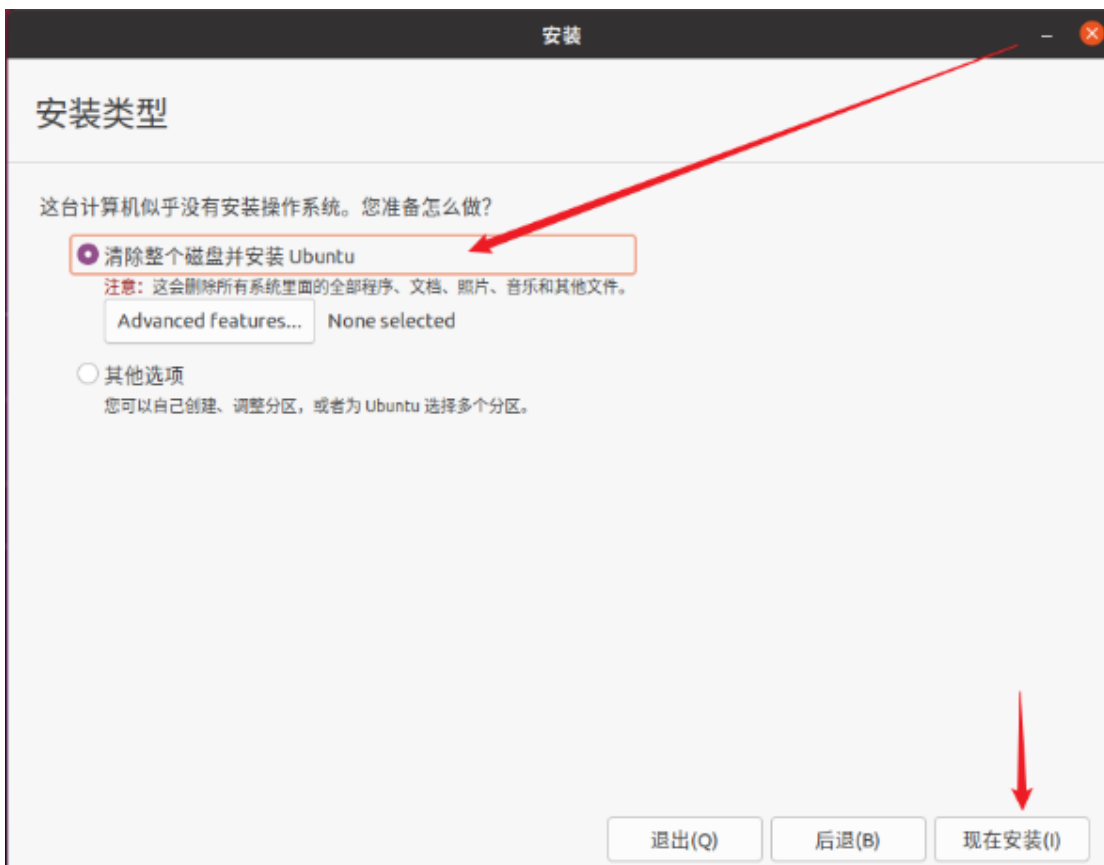 安装
安装类型
这台计算机似乎没有安装操作系统。您准备怎么做？
清除整个磁盘并安装 Ubuntu
注意：这会删除所有系统里面的全部程序、文档、照片、音乐和其他文件。
Advanced features... None selected
其他选项
您可以自己创建、调整分区，或者为 Ubuntu 选择多个分区。
退出(Q) 后退(B) 现在安装(I)